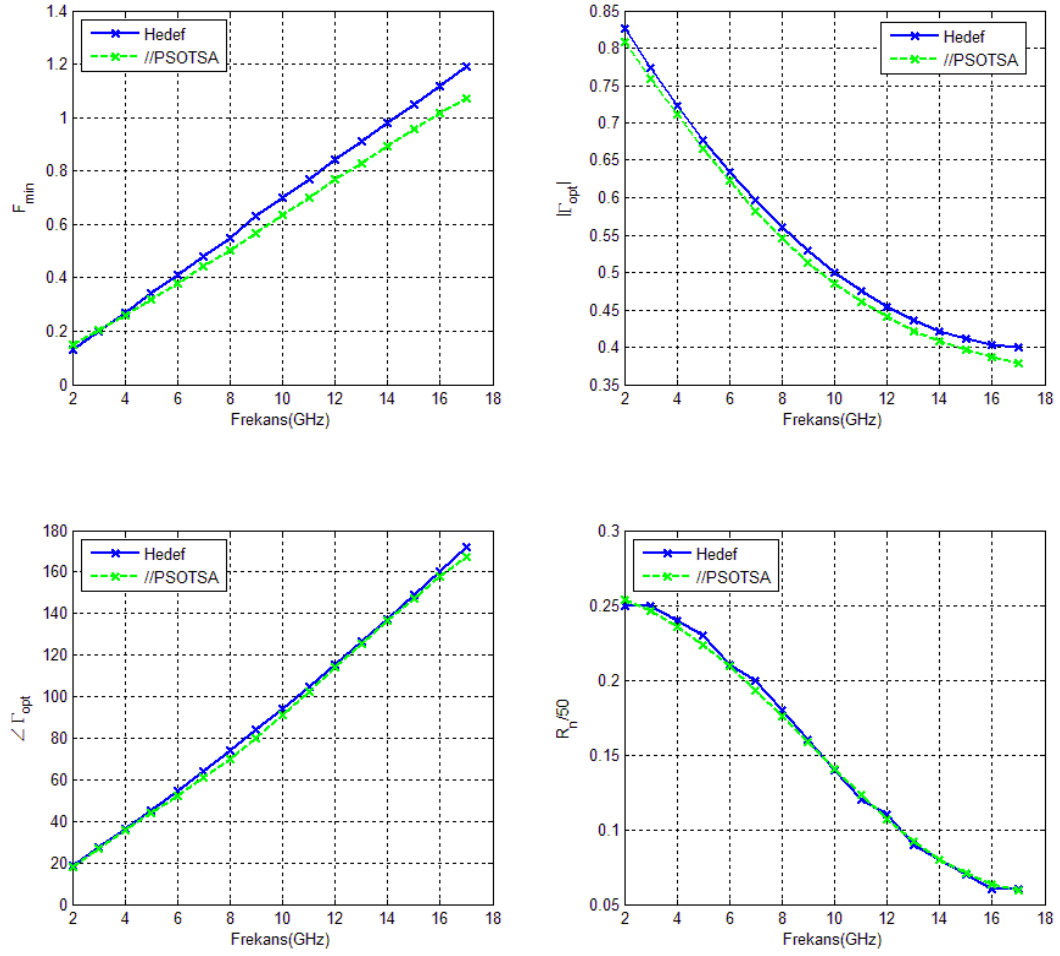 1.4
1.2
1
0.8
0.6
0.4
0.2
0
F_min
Hedef
//PSOTSA
2 4 6 8 10 12 14 16 18
Frekans(GHz)
0.85
0.8
0.75
0.7
0.65
0.6
0.55
0.5
0.45
0.4
0.35
|Γ_opt|
Hedef
//PSOTSA
2 4 6 8 10 12 14 16 18
Frekans(GHz)
180
160
140
120
100
80
60
40
20
0
∠ Γ_opt
Hedef
//PSOTSA
2 4 6 8 10 12 14 16 18
Frekans(GHz)
0.3
0.25
0.2
0.15
0.1
0.05
R_n/50
Hedef
//PSOTSA
2 4 6 8 10 12 14 16 18
Frekans(GHz)